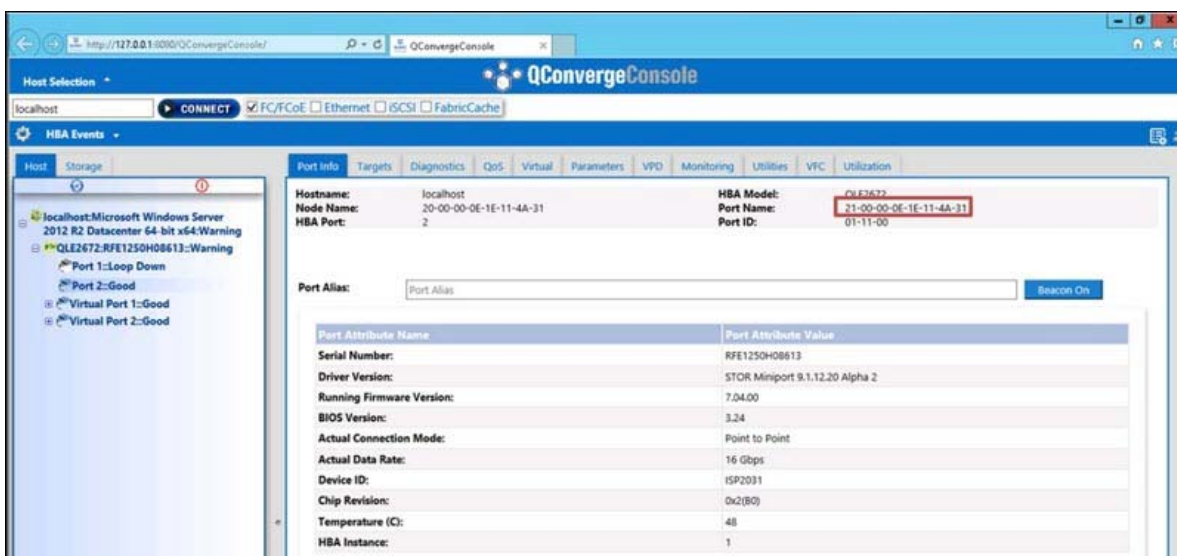 http://127.0.0.1:8080/QConvergeConsole/
QConvergeConsole
Host Selection
QConvergeConsole
localhost
CONNECT
FC/FCoE Ethernet iSCSI FabricCache
HBA Events
Host Storage
Port Info Targets Diagnostics QoS Virtual Parameters VPD Monitoring Utilities VFC Utilization
localhost:Microsoft Windows Server
2012 R2 Datacenter 64-bit x64:Warning
QLE2672:RFE1250H08613::Warning
Port 1::Loop Down
Port 2::Good
Virtual Port 1::Good
Virtual Port 2::Good
Hostname: localhost HBA Model: QLE2672
Node Name: 20-00-00-0E-1E-11-4A-31 Port Name: 21-00-00-0E-1E-11-4A-31
HBA Port: 2 Port ID: 01-11-00
Port Alias: Port Alias Beacon On
Port Attribute Name Port Attribute Value
Serial Number: RFE1250H08613
Driver Version: STOR Miniport 9.1.12.20 Alpha 2
Running Firmware Version: 7.04.00
BIOS Version: 3.24
Actual Connection Mode: Point to Point
Actual Data Rate: 16 Gbps
Device ID: ISP2031
Chip Revision: 0x2(B0)
Temperature (C): 48
HBA Instance: 1